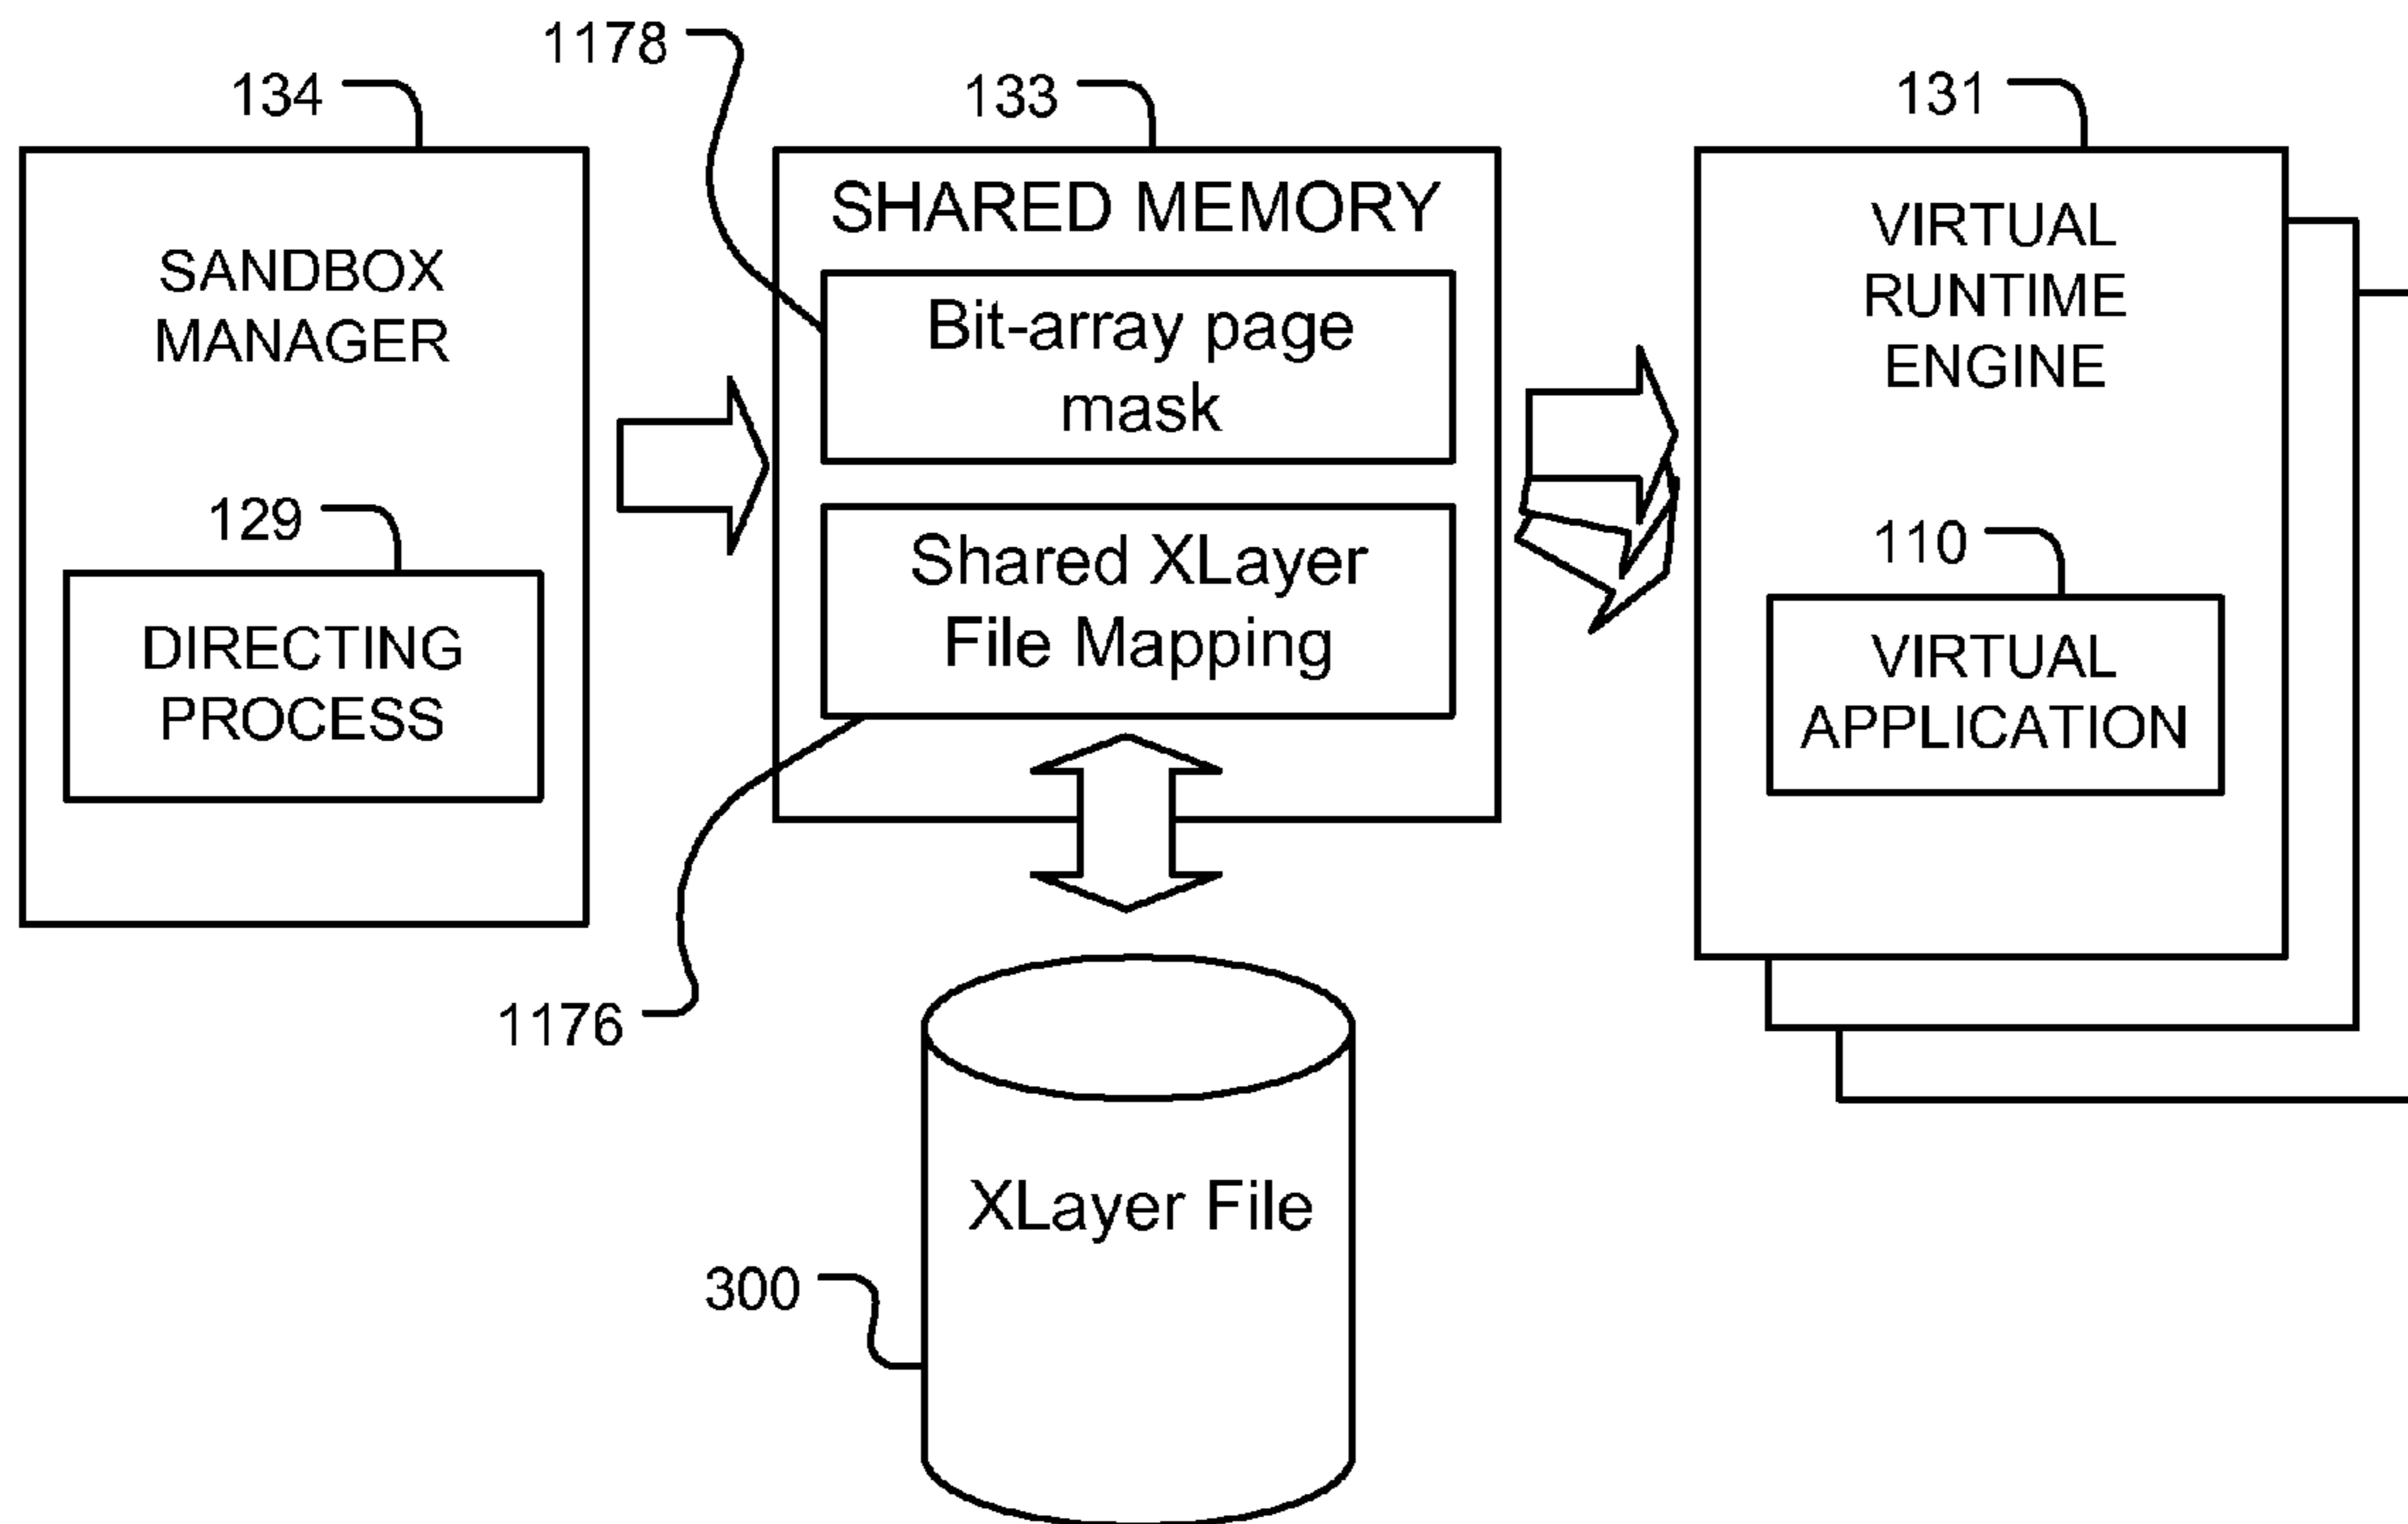 1178
134
133
131
SANDBOX
MANAGER
129
DIRECTING
PROCESS
SHARED MEMORY
Bit-array page
mask
Shared XLayer
File Mapping
1176
VIRTUAL
RUNTIME
ENGINE
110
VIRTUAL
APPLICATION
XLayer File
300